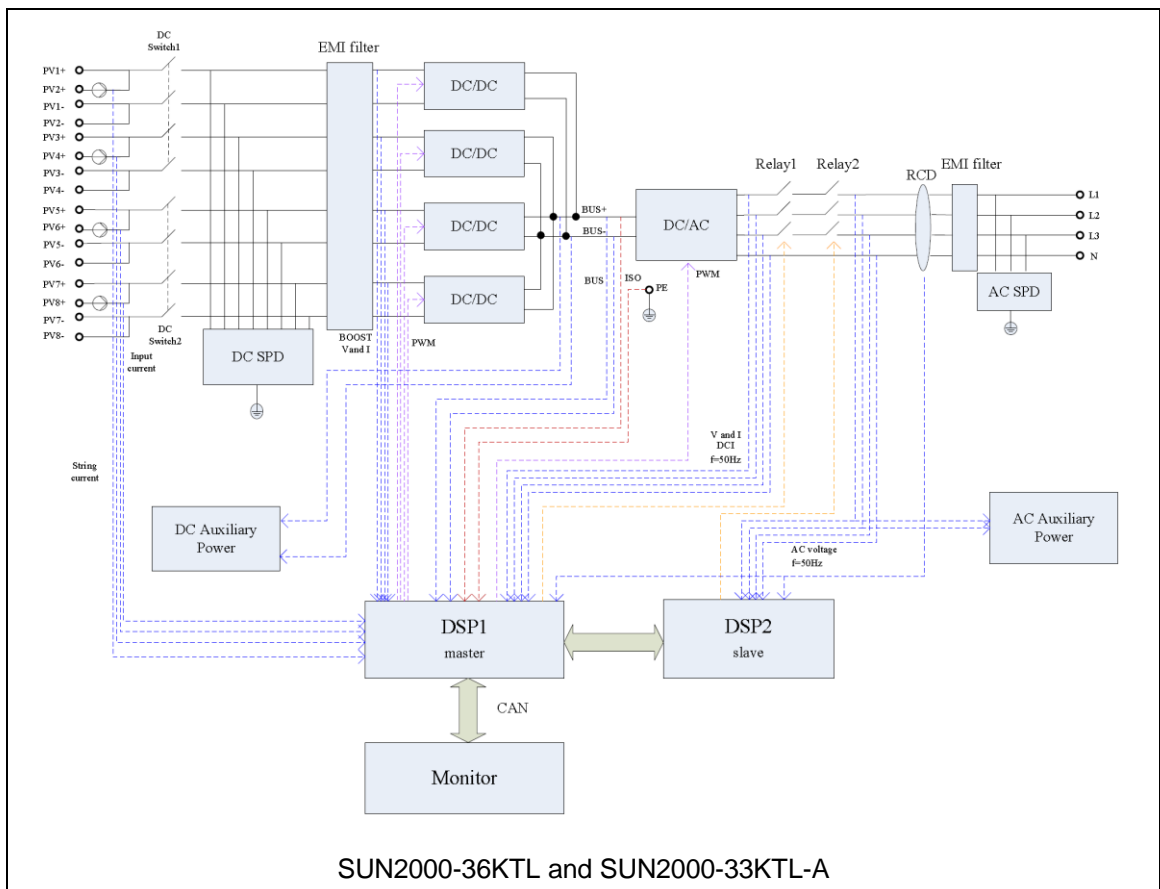 DC
Switch1
EMI filter
PV1+
PV2+
PV1-
PV2-
PV3+
PV4+
PV3-
PV4-
PV5+
PV6+
PV5-
PV6-
PV7+
PV8+
PV7-
PV8-
DC/DC
DC/DC
DC/DC
DC/DC
DC
Switch2
Input
current
DC SPD
BOOST
Vand I
PWM
BUS+
BUS-
BUS
ISO
PE
DC/AC
PWM
Relay1
Relay2
RCD
EMI filter
L1
L2
L3
N
AC SPD
String
current
V and I
DCI
f=50Hz
DC Auxiliary
Power
AC voltage
f=50Hz
AC Auxiliary
Power
DSP1
master
DSP2
slave
CAN
Monitor
SUN2000-36KTL and SUN2000-33KTL-A